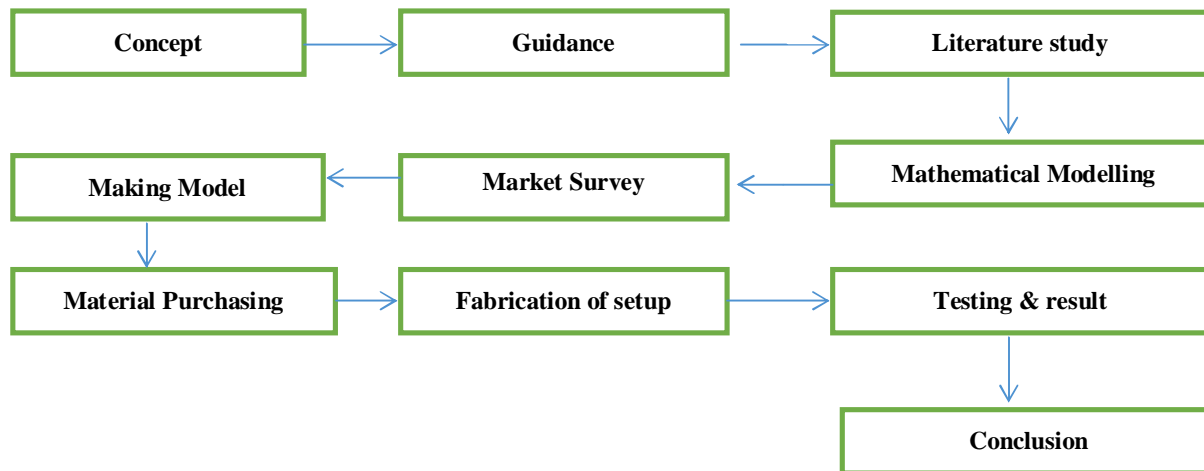 Concept
Guidance
Literature study
Mathematical Modelling
Market Survey
Making Model
Material Purchasing
Fabrication of setup
Testing & result
Conclusion